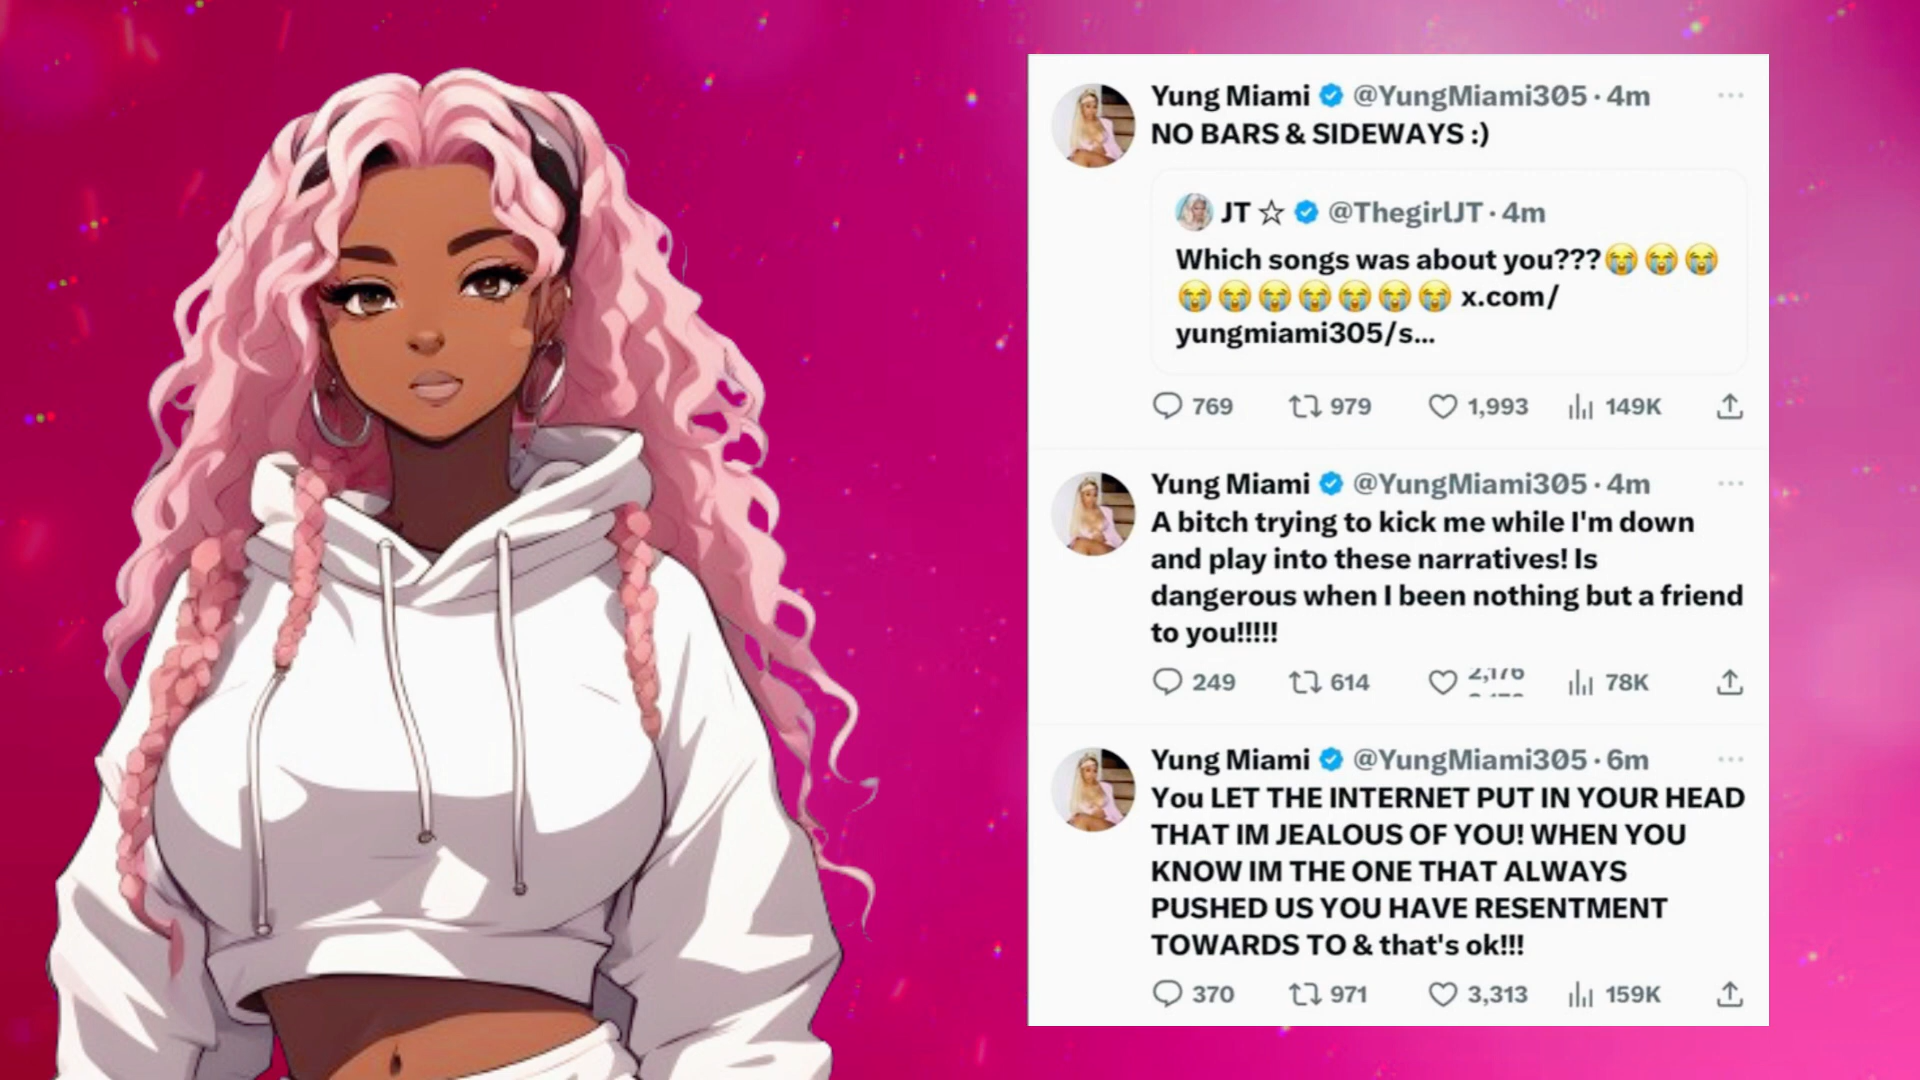 Yung Miami @YungMiami305 · 4m
NO BARS & SIDEWAYS :)
JT ☆ @ThegirlJT · 4m
Which songs was about you???😭😭😭
😭😭😭😭😭😭😭 x.com/
yungmiami305/s...
769 979 1,993 149K
Yung Miami @YungMiami305 · 4m
A bitch trying to kick me while I'm down
and play into these narratives! Is
dangerous when I been nothing but a friend
to you!!!!!
249 614 78K
Yung Miami @YungMiami305 · 6m
You LET THE INTERNET PUT IN YOUR HEAD
THAT IM JEALOUS OF YOU! WHEN YOU
KNOW IM THE ONE THAT ALWAYS
PUSHED US YOU HAVE RESENTMENT
TOWARDS TO & that's ok!!!
370 971 3,313 159K